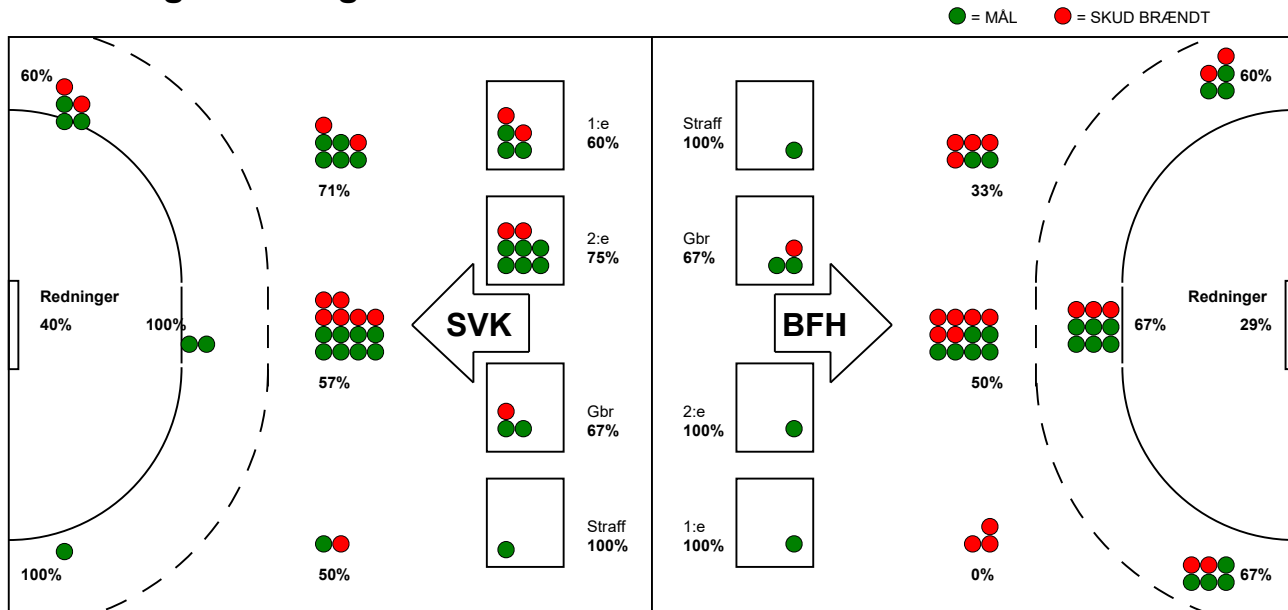 = MÅL
= SKUD BRÆNDT
60%
71%
1:e
60%
2:e
75%
Redninger
40%
100%
57%
SVK
Gbr
67%
Straff
100%
100%
50%
Straff
100%
33%
60%
Gbr
67%
BFH
50%
67%
Redninger
29%
2:e
100%
1:e
100%
0%
67%